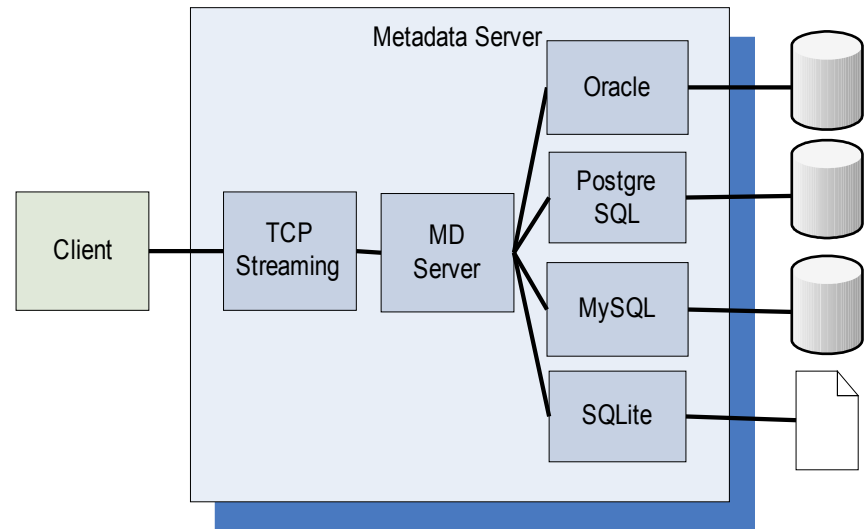 Metadata Server
Oracle
Postgre
SQL
Client
TCP
Streaming
MD
Server
MySQL
SQLite